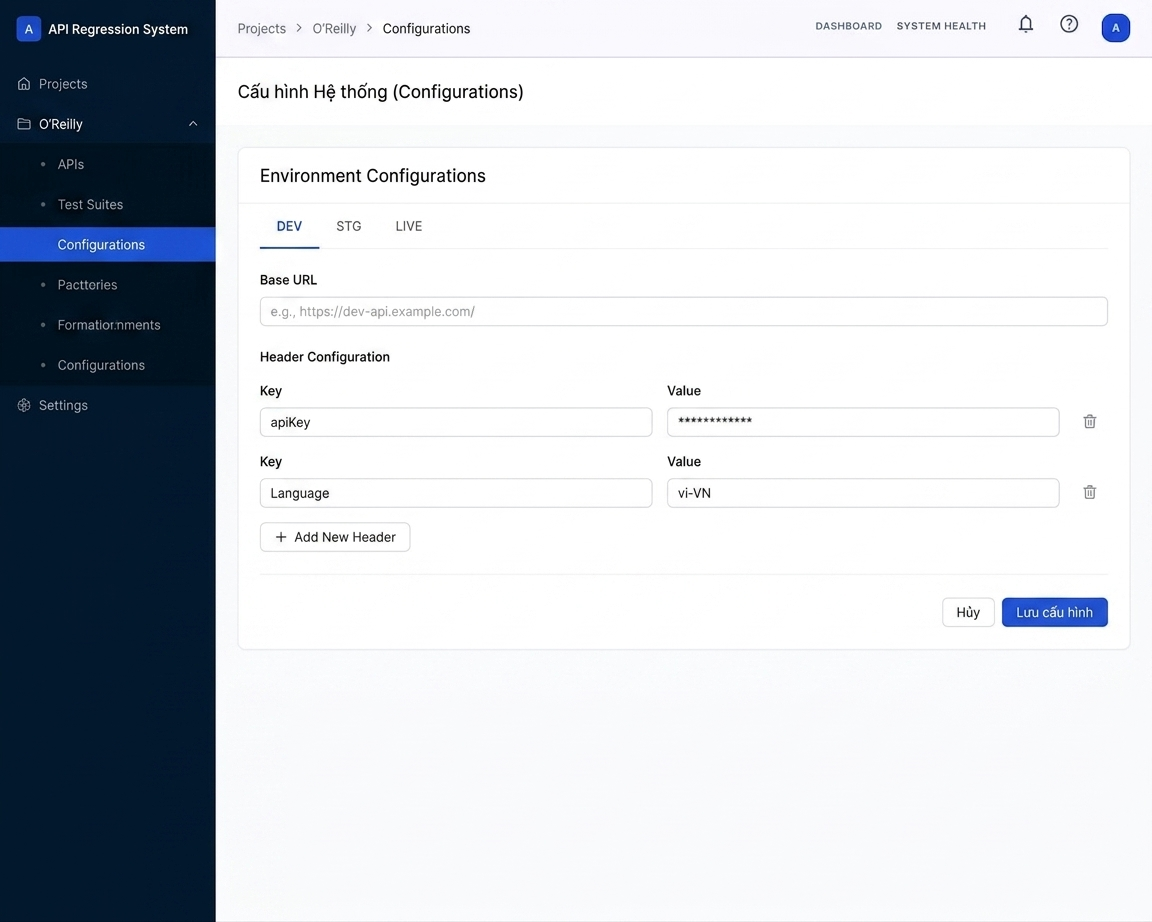 A API Regression System
Projects
O'Reilly
APIs
Test Suites
Configurations
Pacttories
Formatior.nments
Configurations
Settings
Projects > O'Reilly > Configurations
DASHBOARD SYSTEM HEALTH A
Cấu hình Hệ thống (Configurations)
Environment Configurations
DEV STG LIVE
Base URL
e.g., https://dev-api.example.com/
Header Configuration
Key Value
apiKey ************
Key Value
Language vi-VN
+ Add New Header
Hủy Lưu cấu hình